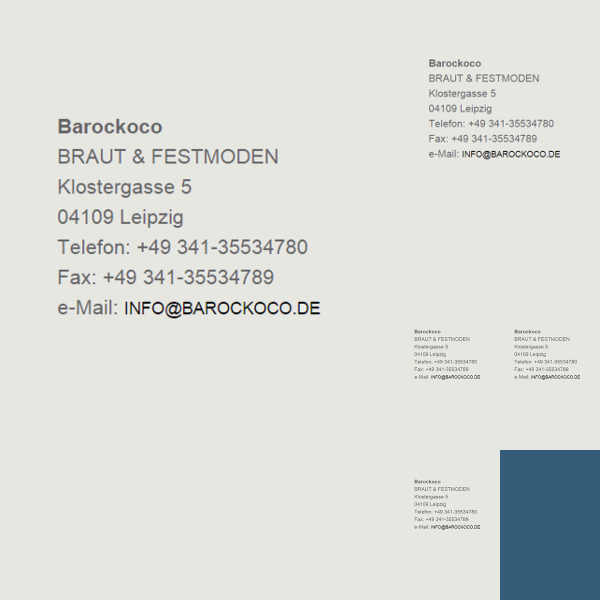 Barockoco
BRAUT & FESTMODEN
Klostergasse 5
04109 Leipzig
Telefon: +49 341-35534780
Fax: +49 341-35534789
e-Mail: INFO@BAROCKOCO.DE
Barockoco
BRAUT & FESTMODEN
Klostergasse 5
04109 Leipzig
Telefon: +49 341-35534780
Fax: +49 341-35534789
e-Mail: INFO@BAROCKOCO.DE
Barockoco
BRAUT & FESTMODEN
Klostergasse 5
04109 Leipzig
Telefon: +49 341-35534780
Fax: +49 341-35534789
e-Mail: INFO@BAROCKOCO.DE
Barockoco
BRAUT & FESTMODEN
Klostergasse 5
04109 Leipzig
Telefon: +49 341-35534780
Fax: +49 341-35534789
e-Mail: INFO@BAROCKOCO.DE
Barockoco
BRAUT & FESTMODEN
Klostergasse 5
04109 Leipzig
Telefon: +49 341-35534780
Fax: +49 341-35534789
e-Mail: INFO@BAROCKOCO.DE